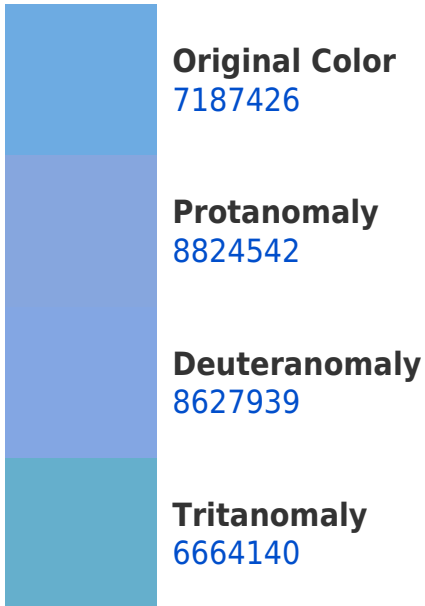 Original Color
7187426
Protanomaly
8824542
Deuteranomaly
8627939
Tritanomaly
6664140